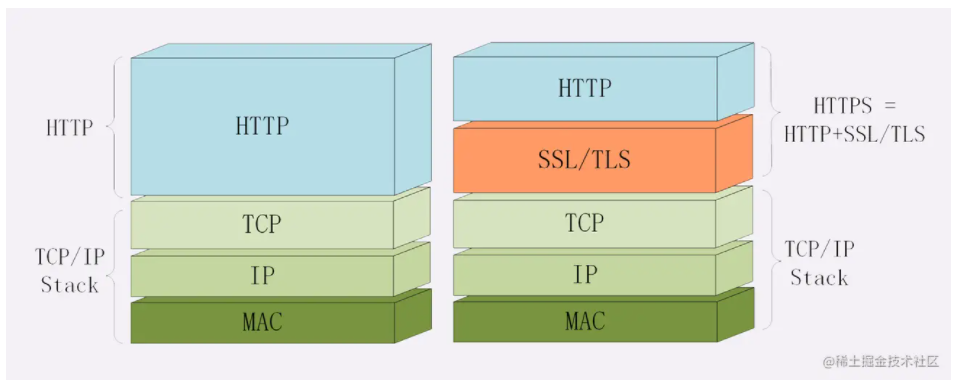 HTTP
HTTP
TCP
IP
MAC
TCP/IP
Stack
HTTP
SSL/TLS
TCP
IP
MAC
HTTPS =
HTTP+SSL/TLS
TCP/IP
Stack
@稀土掘金技术社区